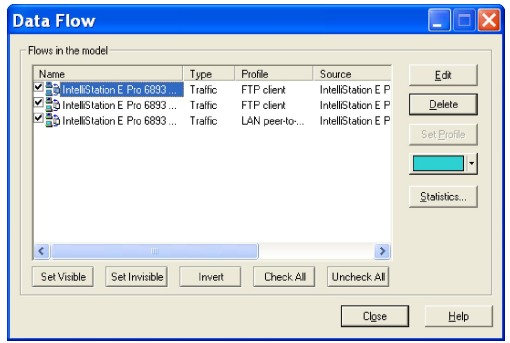 Data Flow
Flows in the model
Name Type Profile Source
IntelliStation E Pro 6893 ... Traffic FTP client IntelliStation E P
IntelliStation E Pro 6893 ... Traffic FTP client IntelliStation E P
IntelliStation E Pro 6893 ... Traffic LAN peer-to-... IntelliStation E P
Edit
Delete
Set Profile
Statistics...
Set Visible Set Invisible Invert Check All Uncheck All
Close Help